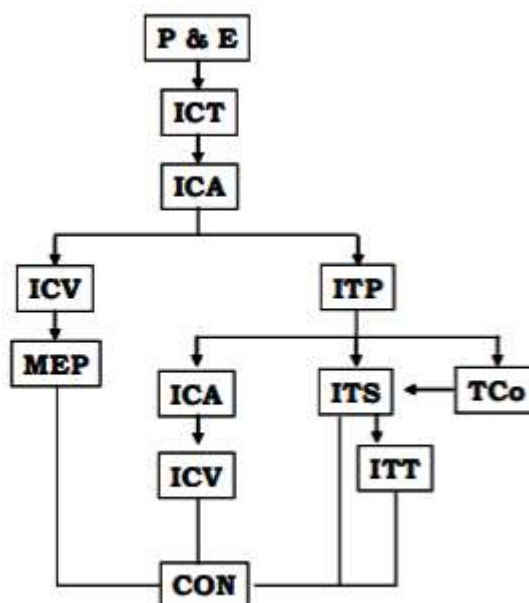 P & E
ICT
ICA
ICV
ITP
MEP
ICA
ITS
TCo
ICV
ITT
CON